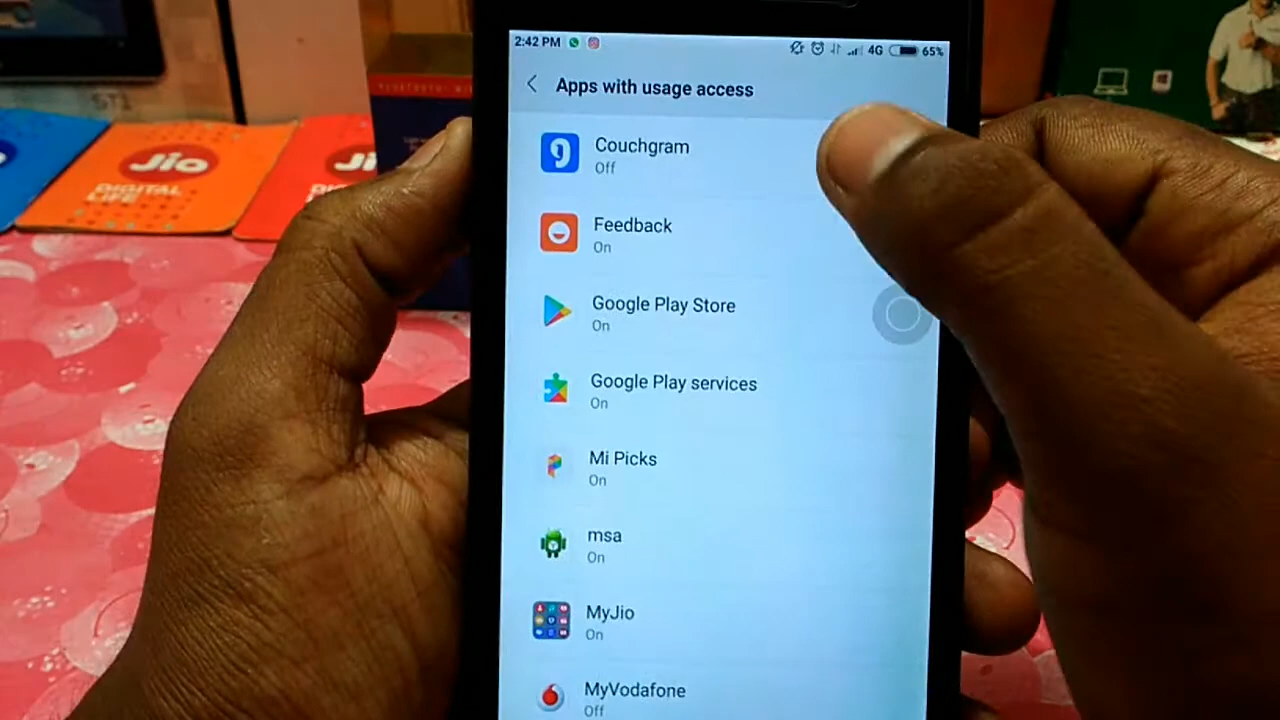 2:42 PM
4G
65%
Apps with usage access
Couchgram
Off
Feedback
On
Google Play Store
On
Google Play services
On
Mi Picks
On
msa
On
MyJio
On
MyVodafone
Off
Jio
DIGITAL
LIFE